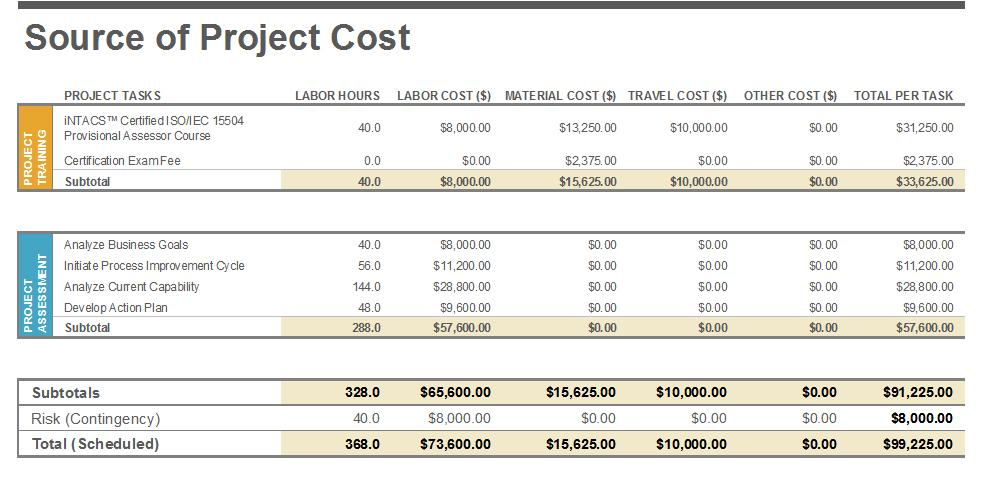 Source of Project Cost
PROJECT TASKS LABOR HOURS LABOR COST ($) MATERIAL COST ($) TRAVEL COST ($) OTHER COST ($) TOTAL PER TASK
PROJECT
TRAINING
iNTACS™ Certified ISO/IEC 15504
Provisional Assessor Course 40.0 $8,000.00 $13,250.00 $10,000.00 $0.00 $31,250.00
Certification Exam Fee 0.0 $0.00 $2,375.00 $0.00 $0.00 $2,375.00
Subtotal 40.0 $8,000.00 $15,625.00 $10,000.00 $0.00 $33,625.00
PROJECT
ASSESSMENT
Analyze Business Goals 40.0 $8,000.00 $0.00 $0.00 $0.00 $8,000.00
Initiate Process Improvement Cycle 56.0 $11,200.00 $0.00 $0.00 $0.00 $11,200.00
Analyze Current Capability 144.0 $28,800.00 $0.00 $0.00 $0.00 $28,800.00
Develop Action Plan 48.0 $9,600.00 $0.00 $0.00 $0.00 $9,600.00
Subtotal 288.0 $57,600.00 $0.00 $0.00 $0.00 $57,600.00
Subtotals 328.0 $65,600.00 $15,625.00 $10,000.00 $0.00 $91,225.00
Risk (Contingency) 40.0 $8,000.00 $0.00 $0.00 $0.00 $8,000.00
Total (Scheduled) 368.0 $73,600.00 $15,625.00 $10,000.00 $0.00 $99,225.00